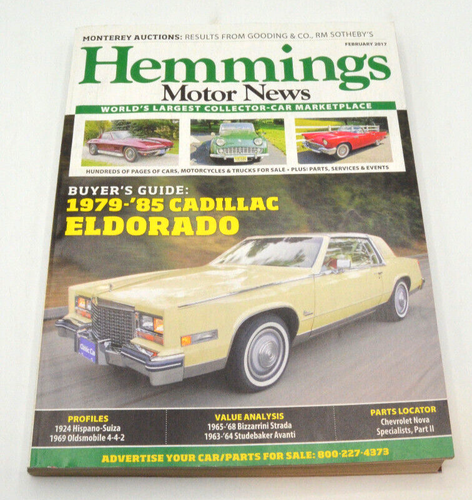 MONTEREY AUCTIONS: RESULTS FROM GOODING & CO., RM SOTHEBY'S
FEBRUARY 2017
Hemmings
Motor News
WORLD'S LARGEST COLLECTOR-CAR MARKETPLACE
HUNDREDS OF PAGES OF CARS, MOTORCYCLES & TRUCKS FOR SALE • PLUS: PARTS, SERVICES & EVENTS
BUYER'S GUIDE:
1979-'85 CADILLAC
ELDORADO
PROFILES
1924 Hispano-Suiza
1969 Oldsmobile 4-4-2
VALUE ANALYSIS
1965-'68 Bizzarrini Strada
1963-'64 Studebaker Avanti
PARTS LOCATOR
Chevrolet Nova
Specialists, Part II
ADVERTISE YOUR CAR/PARTS FOR SALE: 800-227-4373